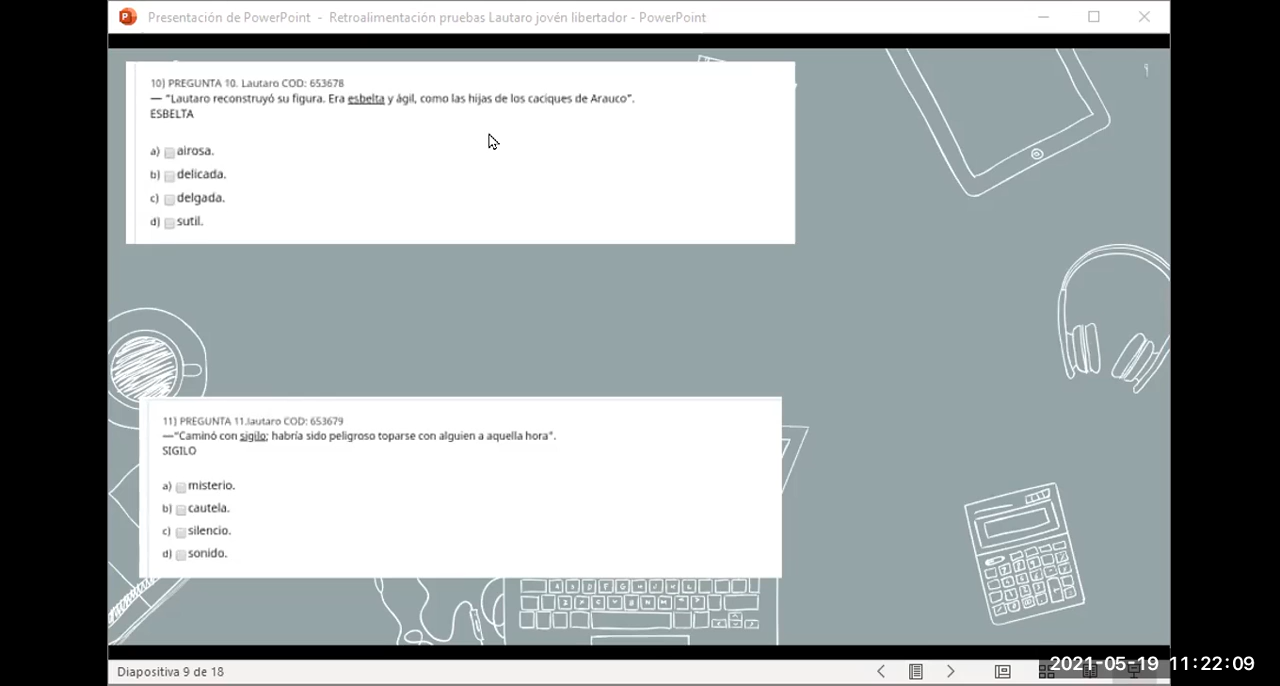 Presentación de PowerPoint - Retroalimentación pruebas Lautaro jovén libertador - PowerPoint
10) PREGUNTA 10. Lautaro COD: 653678
— "Lautaro reconstruyó su figura. Era esbelta y ágil, como las hijas de los caciques de Arauco".
ESBELTA
a) airosa.
b) delicada.
c) delgada.
d) sutil.
11) PREGUNTA 11.lautaro COD: 653679
—"Caminó con sigilo; habría sido peligroso toparse con alguien a aquella hora".
SIGILO
a) misterio.
b) cautela.
c) silencio.
d) sonido.
Diapositiva 9 de 18
2021-05-19 11:22:09